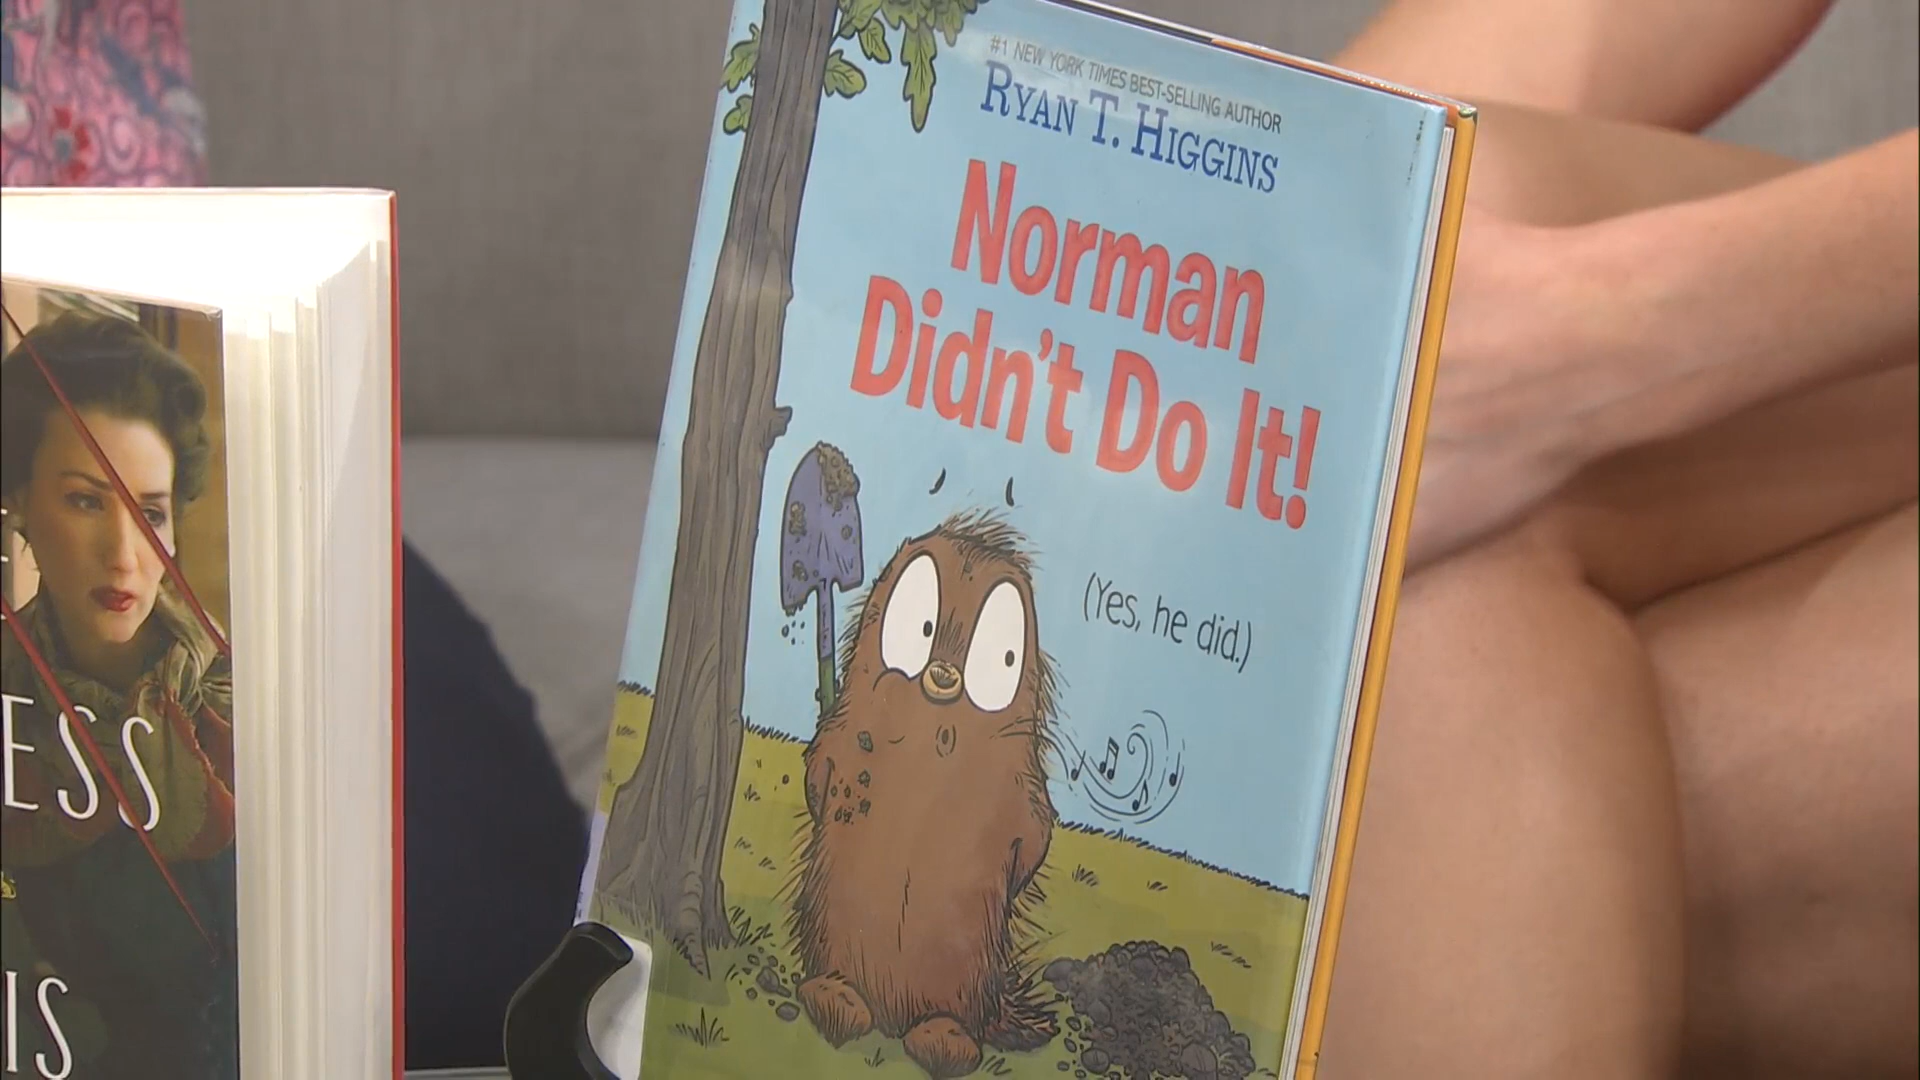 #1 NEW YORK TIMES BEST-SELLING AUTHOR
RYAN T. HIGGINS
Norman
Didn't Do It!
(Yes, he did.)
ESS
IS